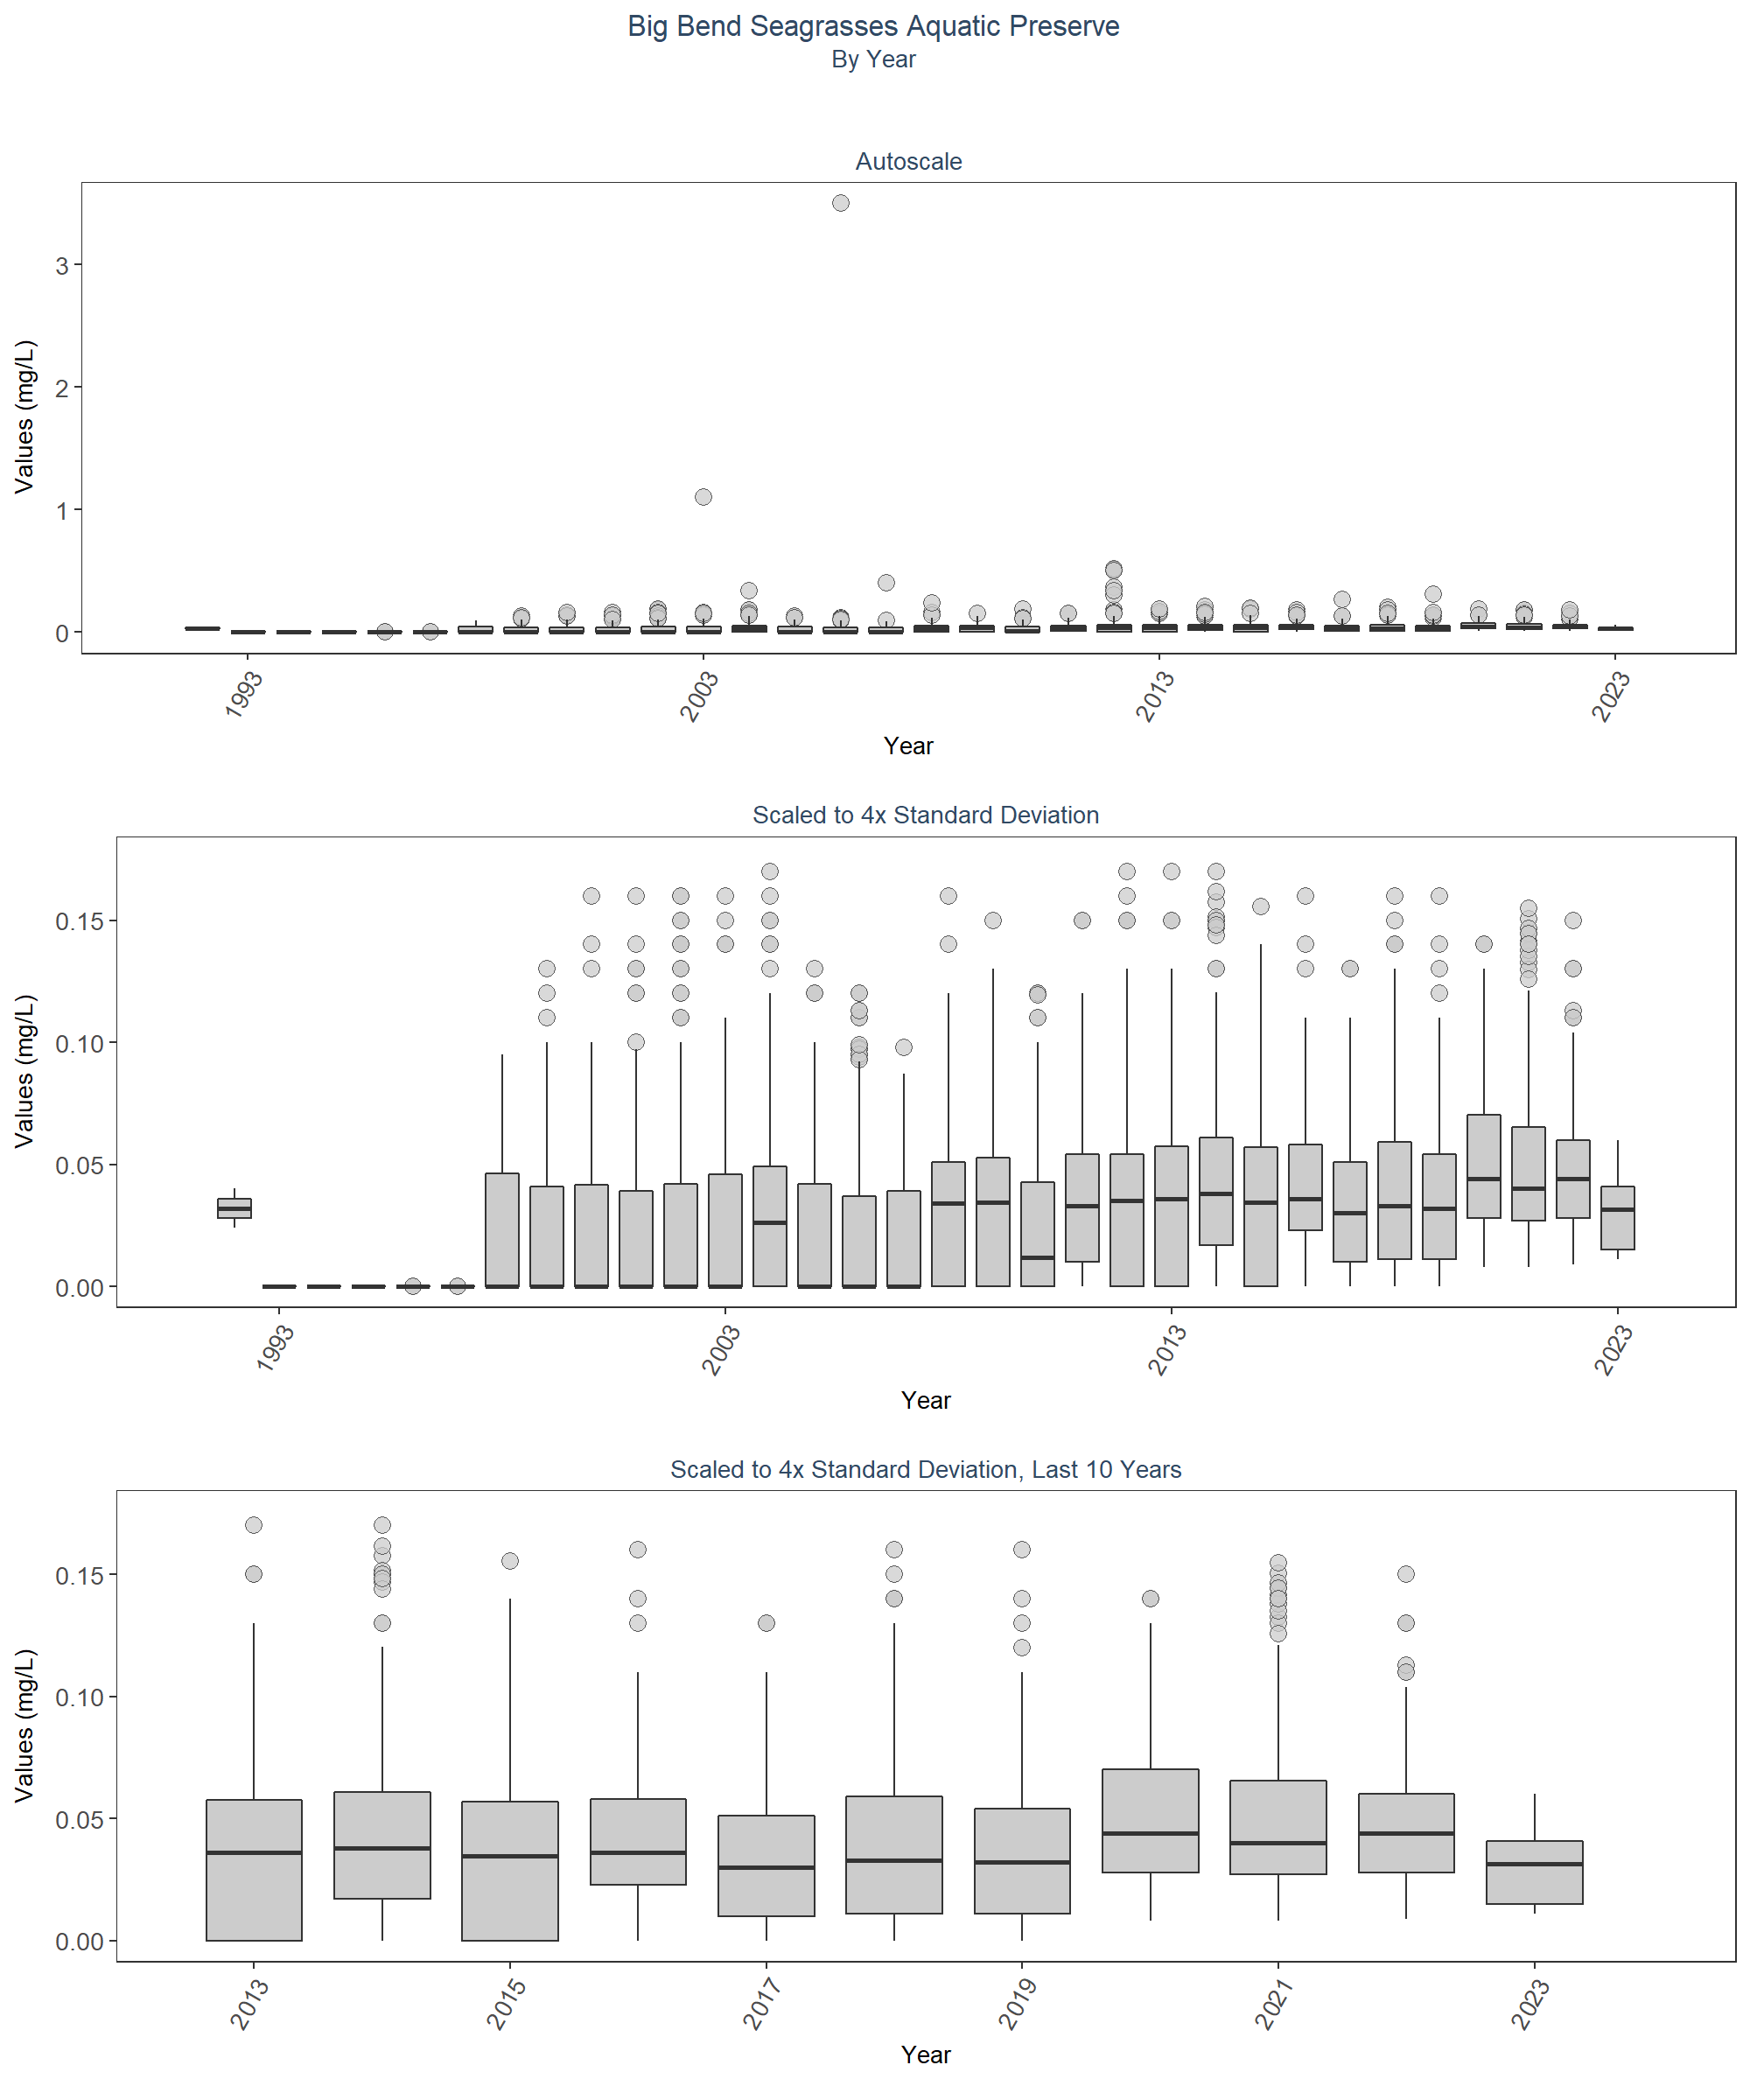 Big Bend Seagrasses Aquatic Preserve
By Year
Autoscale
Values (mg/L)
3
2
1
0
1993
2003
2013
2023
Year
Scaled to 4x Standard Deviation
Values (mg/L)
0.15
0.10
0.05
0.00
1993
2003
2013
2023
Year
Scaled to 4x Standard Deviation, Last 10 Years
Values (mg/L)
0.15
0.10
0.05
0.00
2013
2015
2017
2019
2021
2023
Year